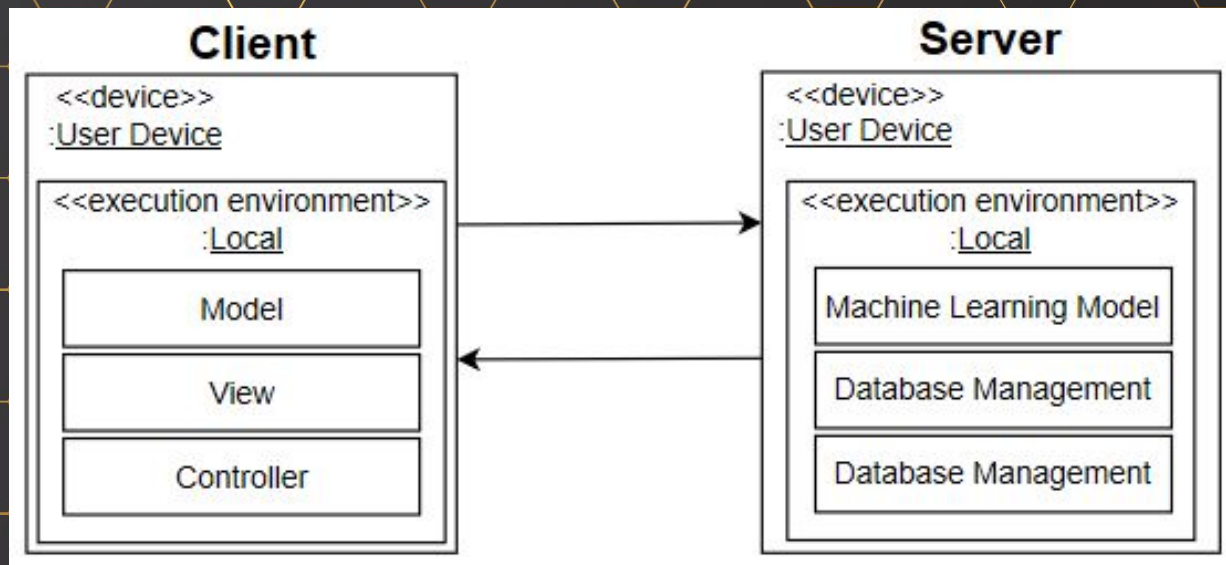 Client
<<device>>
:User Device
<<execution environment>>
:Local
Model
View
Controller
Server
<<device>>
:User Device
<<execution environment>>
:Local
Machine Learning Model
Database Management
Database Management